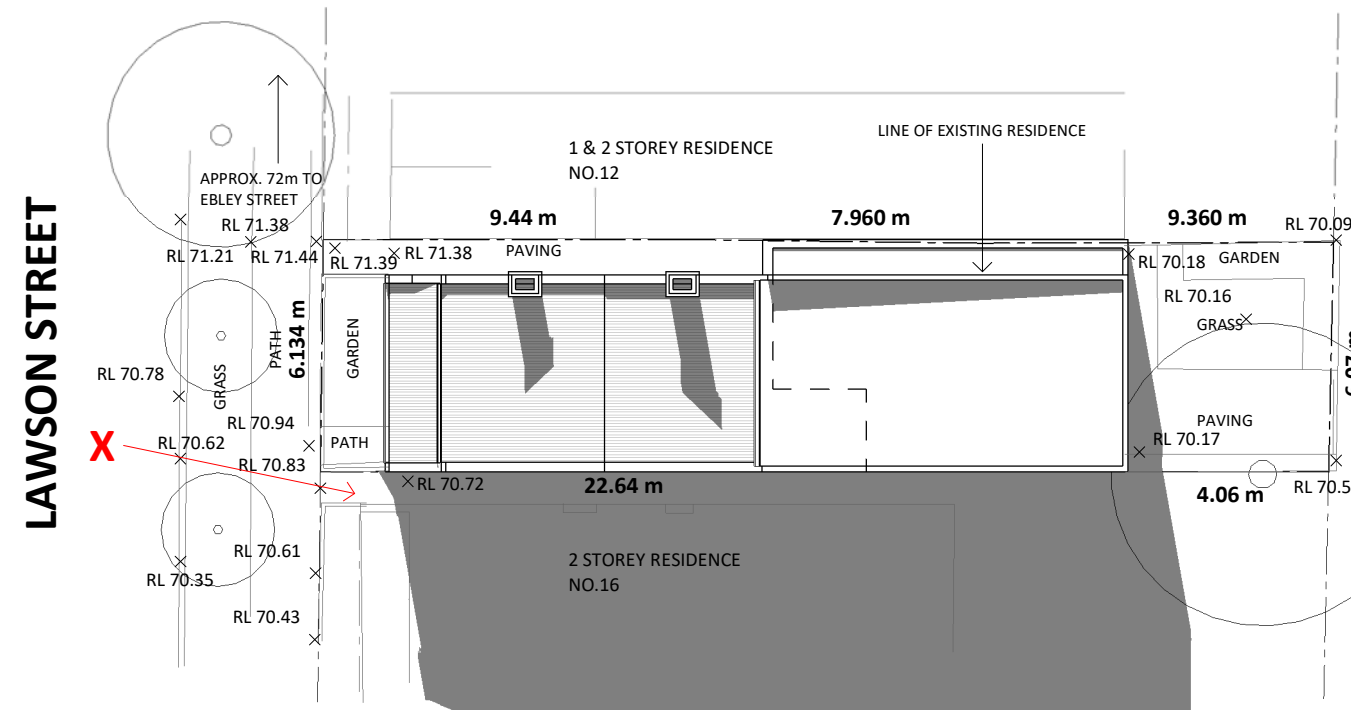 LAWSON STREET
APPROX. 72m TO
EBLEY STREET
1 & 2 STOREY RESIDENCE
NO.12
LINE OF EXISTING RESIDENCE
9.44 m
7.960 m
9.360 m
RL 70.09
RL 71.38
RL 71.21
RL 71.44
RL 71.39
RL 71.38
PAVING
RL 70.18
GARDEN
RL 70.16
GRASS
6.134 m
PATH
GARDEN
GRASS
RL 70.78
RL 70.94
PATH
PAVING
RL 70.17
X
RL 70.62
RL 70.83
RL 70.72
22.64 m
4.06 m
RL 70.5
RL 70.61
2 STOREY RESIDENCE
NO.16
RL 70.35
RL 70.43